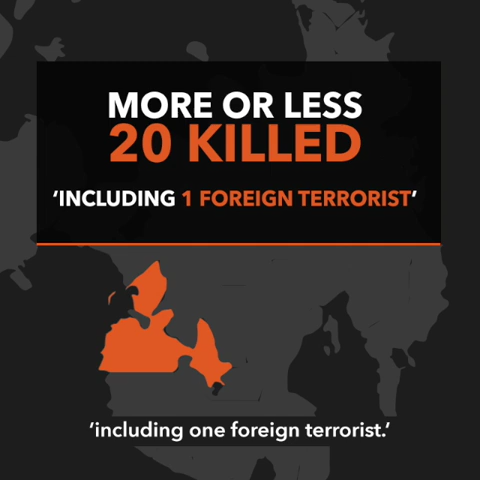 MORE OR LESS
20 KILLED
‘INCLUDING 1 FOREIGN TERRORIST’
‘including one foreign terrorist.’